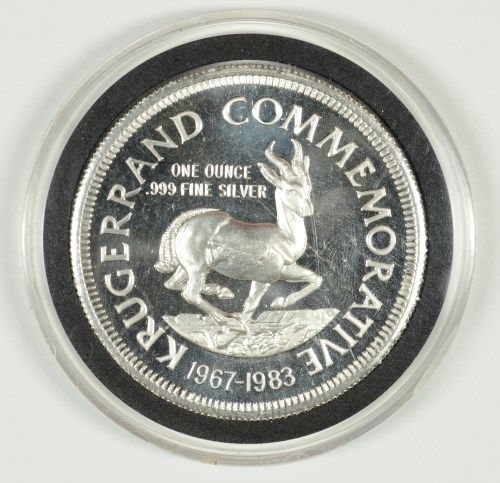 KRUGERRAND COMMEMORATIVE
ONE OUNCE
.999 FINE SILVER
1967-1983